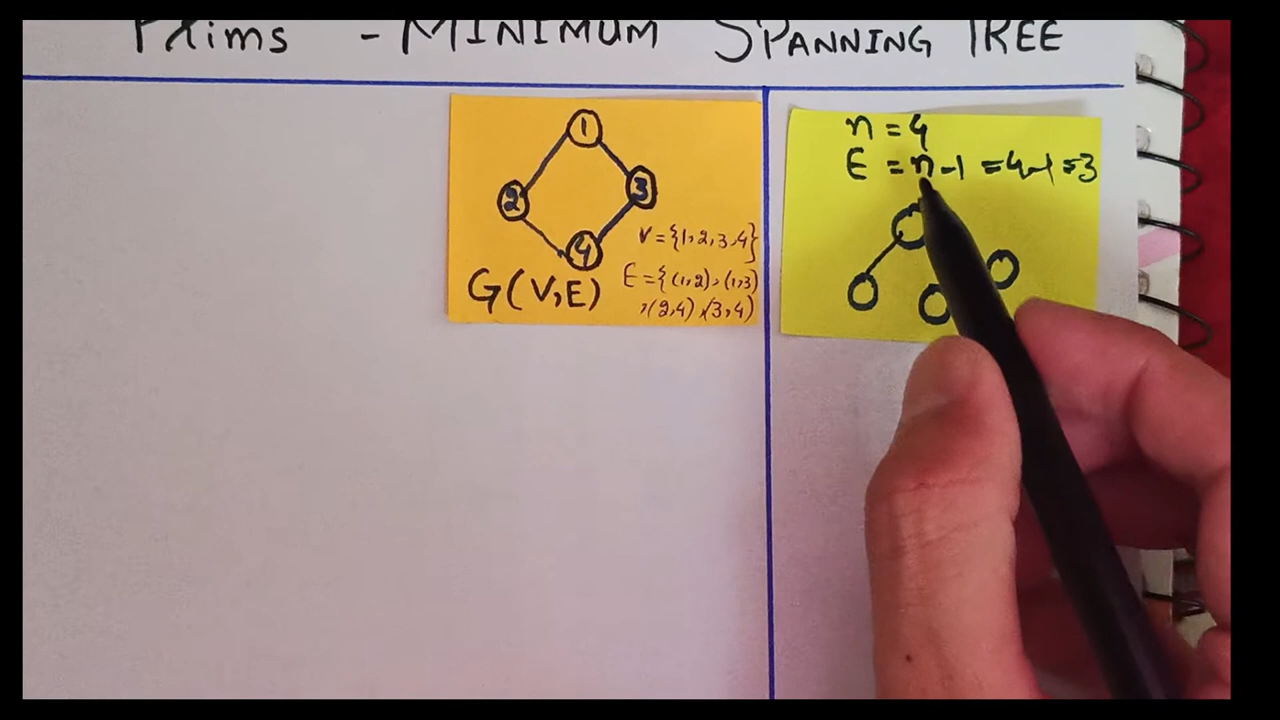 Prims - MINIMUM SPANNING TREE
1
2
3
4
V = {1,2,3,4}
E = {(1,2),(1,3)
,(2,4),(3,4)
G(V,E)
n = 4
E = n-1 = 4-1 = 3